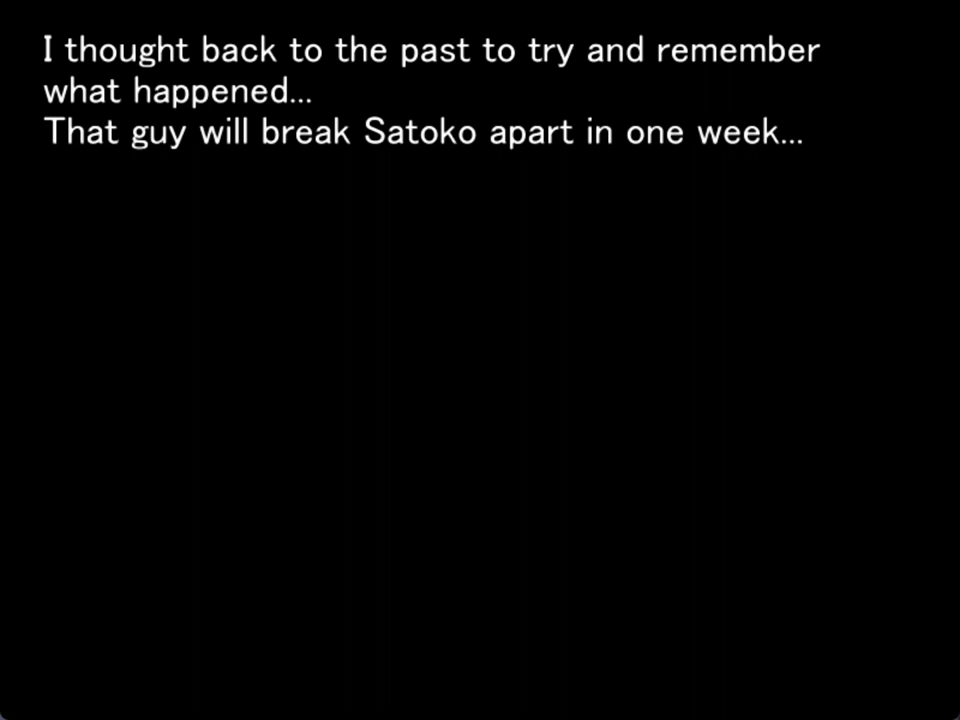 I thought back to the past to try and remember
what happened...
That guy will break Satoko apart in one week...